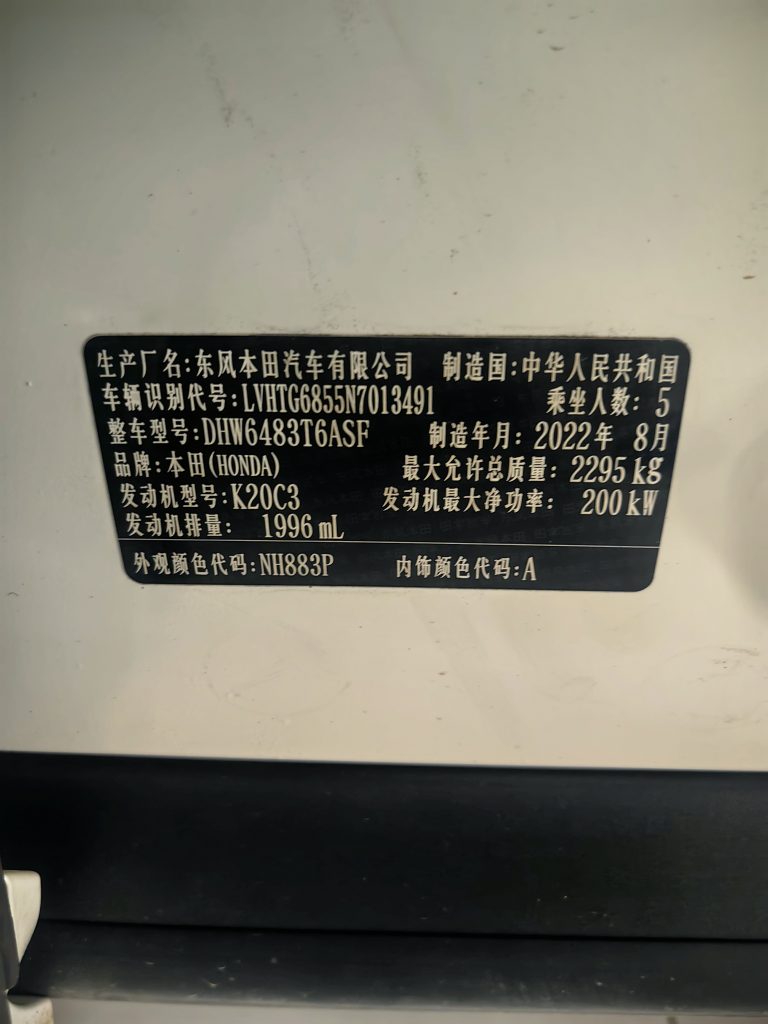 生产厂名:东风本田汽车有限公司 制造国:中华人民共和国
车辆识别代号:LVHTG6855N7013491 乘坐人数: 5
整车型号:DHW6483T6ASF 制造年月: 2022年 8月
品牌:本田(HONDA) 最大允许总质量: 2295 kg
发动机型号:K20C3 发动机最大净功率: 200 kW
发动机排量: 1996 mL
外观颜色代码:NH883P 内饰颜色代码:A